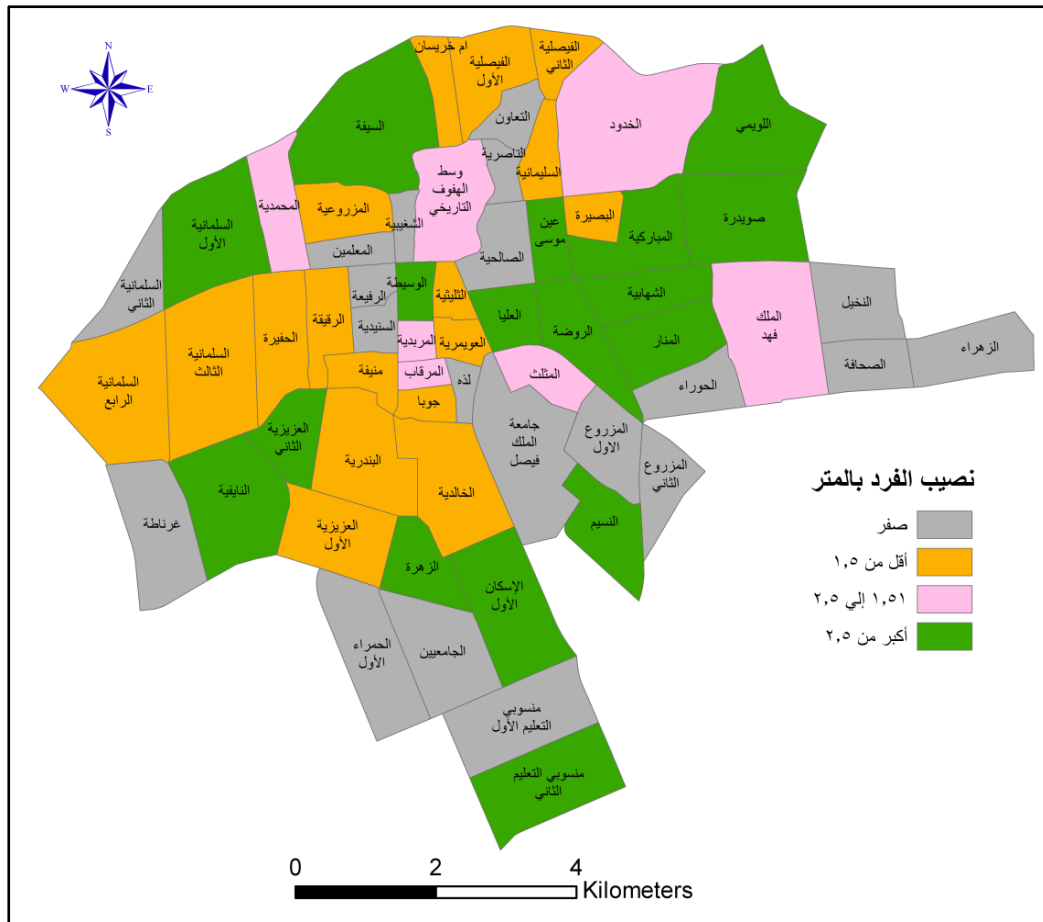 N
W
E
S
ام خريسان
الفيصلية
الأول
الفيصلية
الثاني
التعاون
الخدود
اللويمي
السيفة
الناصرية
السليمانية
وسط
الهفوف
التاريخي
المحمدية
المزروعية
الشعيبية
السلمانية
الأول
البصيرة
صويدرة
المعلمين
الصالحية
عين
موسى
المباركية
السلمانية
الثاني
الرفيعة
الوسيطة
الثليثية
الشهابية
الملك
فهد
النخيل
السنيدية
العليا
الروضة
المنار
الزهراء
الرقيقة
الحفيرة
السلمانية
الثالث
السلمانية
الرابع
المربدية
العويمرية
الصحافة
منيفة
المرقاب
لذه
المثلث
الحوراء
جوبا
جامعة
الملك
فيصل
المزروع
الاول
المزروع
الثاني
العزيزية
الثاني
البندرية
الخالدية
النايفية
غرناطة
النسيم
العزيزية
الأول
الزهرة
الإسكان
الأول
الحمراء
الأول
الجامعيين
منسوبي
التعليم الأول
منسوبي التعليم
الثاني
نصيب الفرد بالمتر
صفر
أقل من ١,٥
١,٥١ إلي ٢,٥
أكبر من ٢,٥
0 2 4
Kilometers